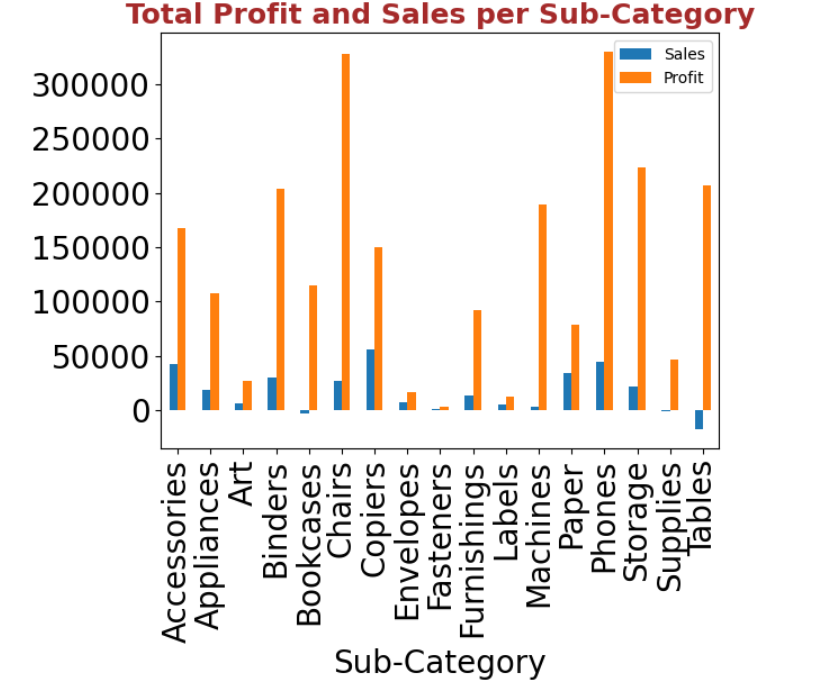 Total Profit and Sales per Sub-Category
Sales
Profit
300000
250000
200000
150000
100000
50000
0
Accessories
Appliances
Art
Binders
Bookcases
Chairs
Copiers
Envelopes
Fasteners
Furnishings
Labels
Machines
Paper
Phones
Storage
Supplies
Tables
Sub-Category